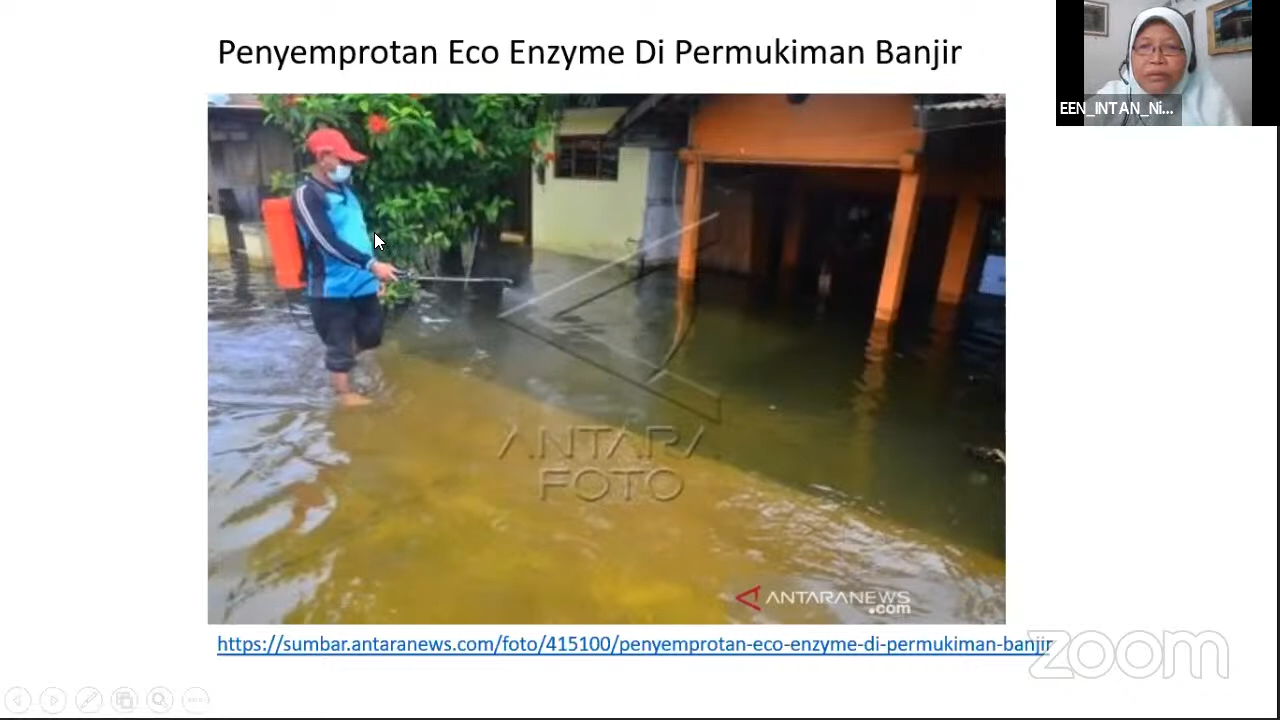 Penyemprotan Eco Enzyme Di Permukiman Banjir
EEN_INTAN_Ni...
ANTARA
FOTO
ANTARANEWS
.com
https://sumbar.antaranews.com/foto/415100/penyemprotan-eco-enzyme-di-permukiman-banjir
zoom